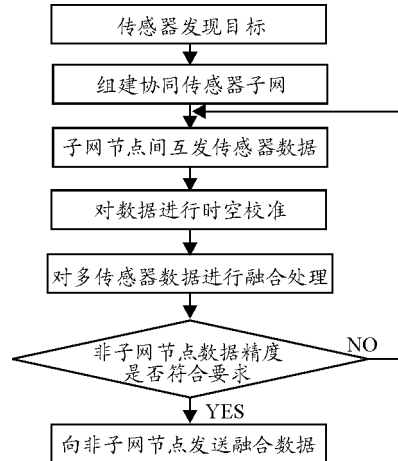 传感器发现目标
组建协同传感器子网
子网节点间互发传感器数据
对数据进行时空校准
对多传感器数据进行融合处理
非子网节点数据精度
是否符合要求
NO
YES
向非子网节点发送融合数据